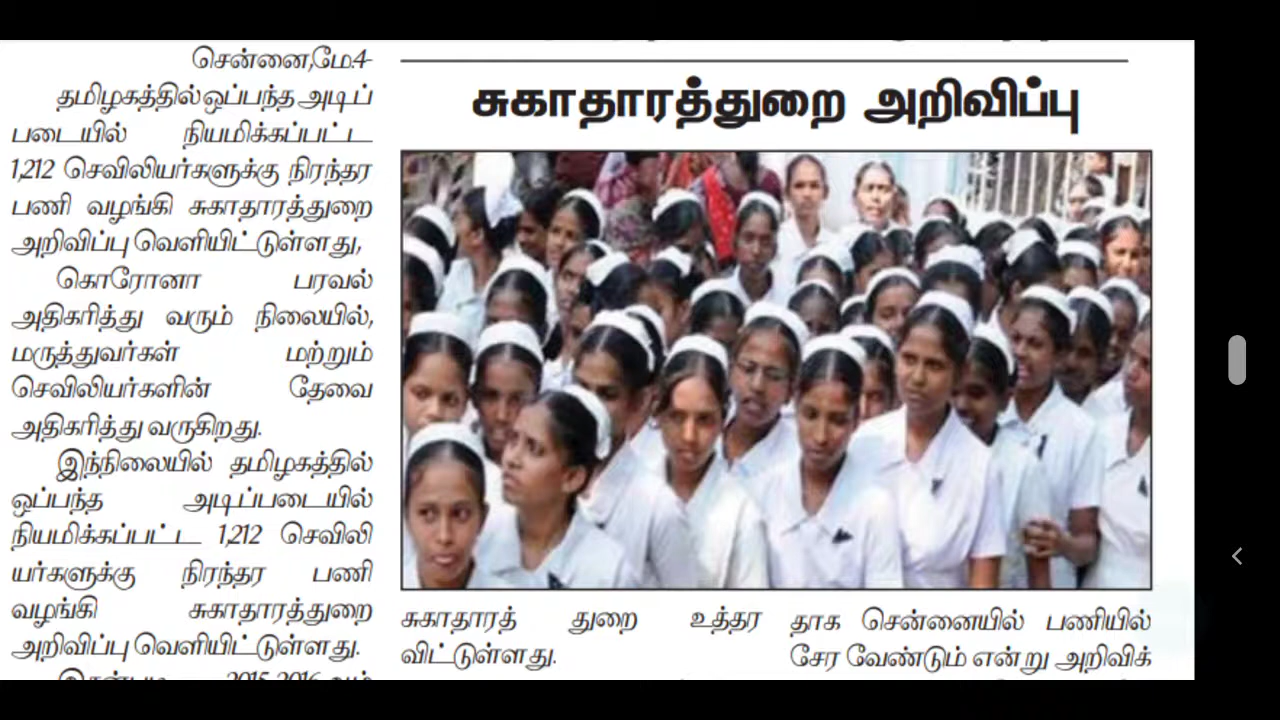 சுகாதாரத்துறை அறிவிப்பு
சென்னை,மே.4-
தமிழகத்தில் ஒப்பந்த அடிப்
படையில் நியமிக்கப்பட்ட
1,212 செவிலியர்களுக்கு நிரந்தர
பணி வழங்கி சுகாதாரத்துறை
அறிவிப்பு வெளியிட்டுள்ளது,
கொரோனா பரவல்
அதிகரித்து வரும் நிலையில்,
மருத்துவர்கள் மற்றும்
செவிலியர்களின் தேவை
அதிகரித்து வருகிறது.
இந்நிலையில் தமிழகத்தில்
ஒப்பந்த அடிப்படையில்
நியமிக்கப்பட்ட 1,212 செவிலி
யர்களுக்கு நிரந்தர பணி
வழங்கி சுகாதாரத்துறை
அறிவிப்பு வெளியிட்டுள்ளது.
சுகாதாரத் துறை உத்தர
விட்டுள்ளது.
தாக சென்னையில் பணியில்
சேர வேண்டும் என்று அறிவிக்